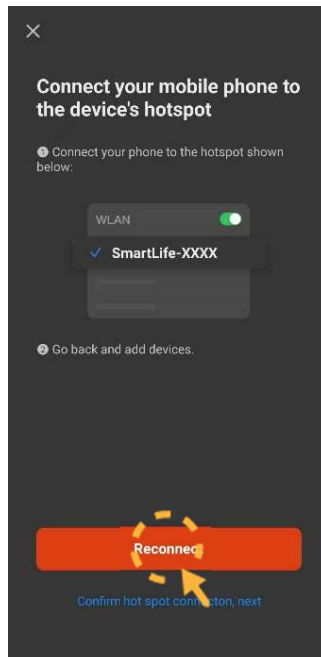 Connect your mobile phone to
the device's hotspot
❶ Connect your phone to the hotspot shown
below:
WLAN
SmartLife-XXXX
❷ Go back and add devices.
Reconnect
Confirm hot spot connecton, next